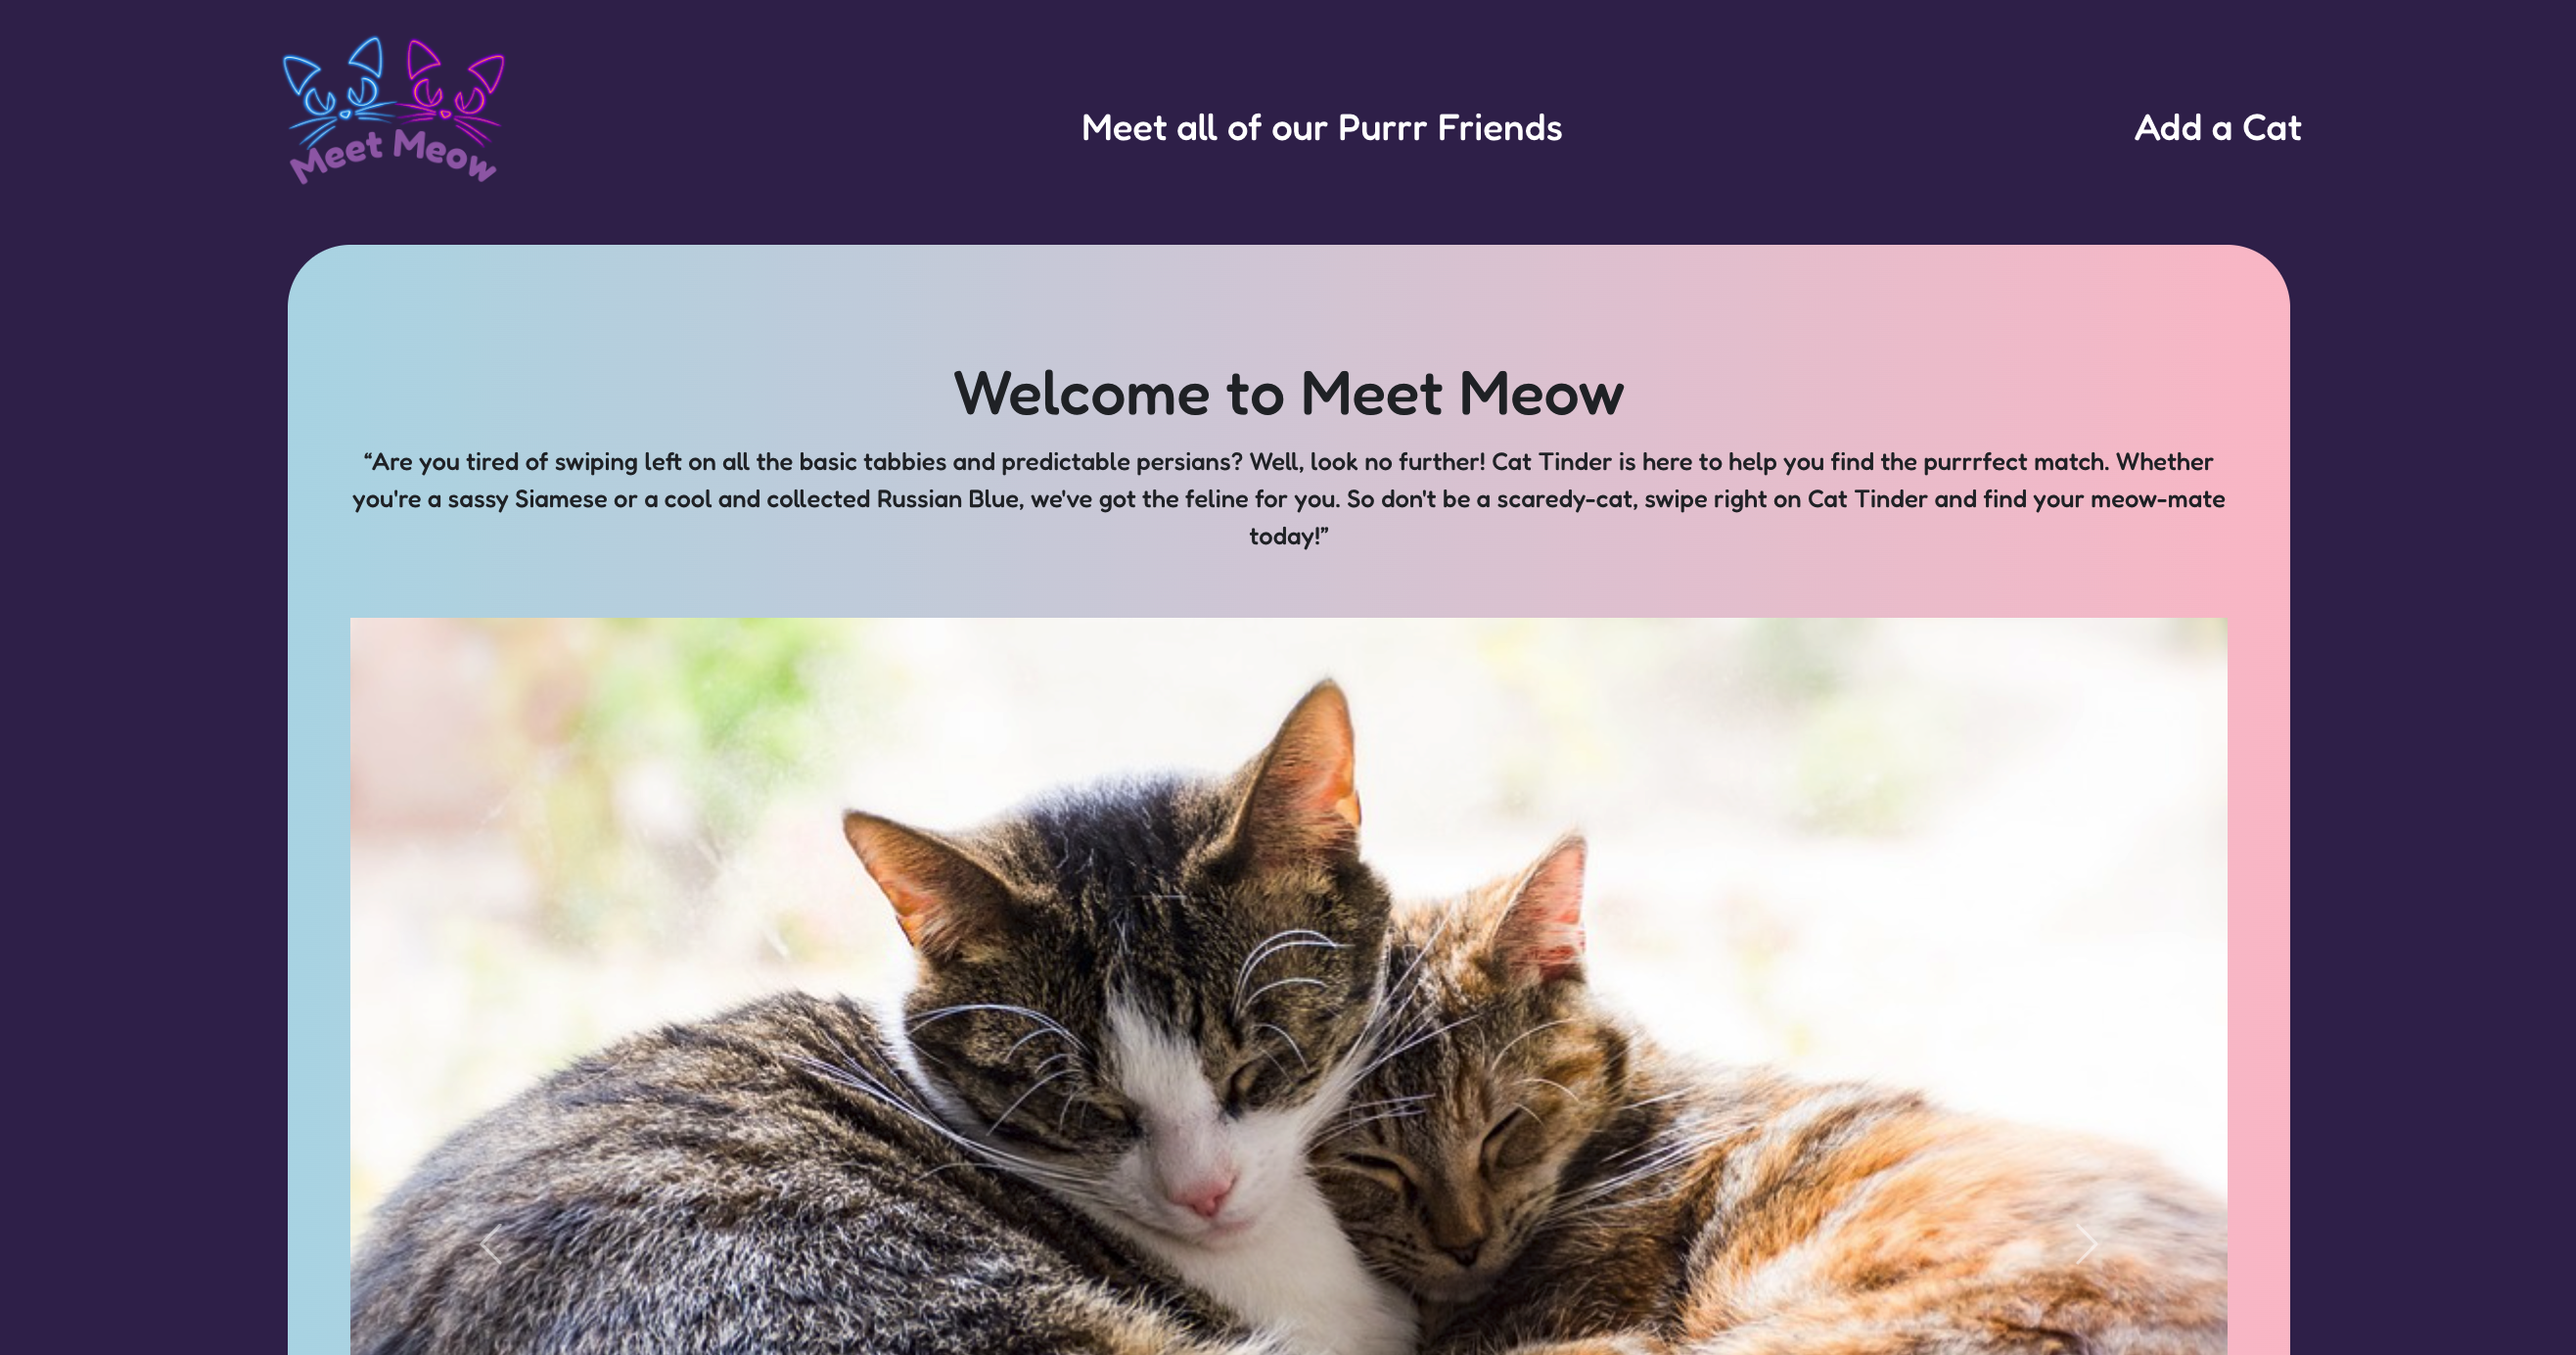 Meet Meow
Meet all of our Purrr Friends
Add a Cat
Welcome to Meet Meow
“Are you tired of swiping left on all the basic tabbies and predictable persians? Well, look no further! Cat Tinder is here to help you find the purrrfect match. Whether
you're a sassy Siamese or a cool and collected Russian Blue, we've got the feline for you. So don't be a scaredy-cat, swipe right on Cat Tinder and find your meow-mate
today!”